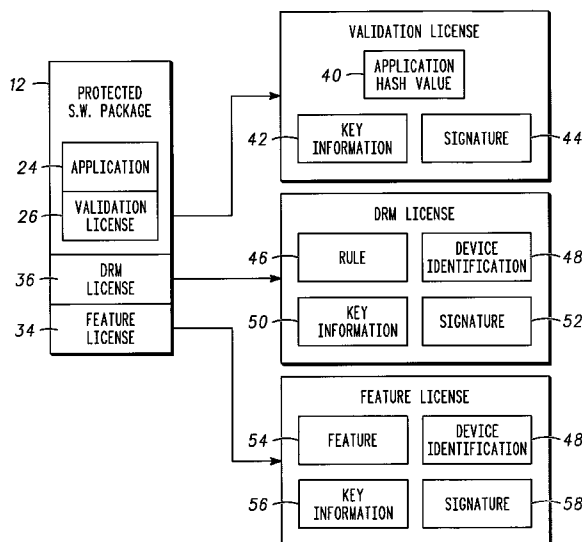 12
PROTECTED
S.W. PACKAGE
24
APPLICATION
26
VALIDATION
LICENSE
36
DRM
LICENSE
34
FEATURE
LICENSE
VALIDATION LICENSE
40
APPLICATION
HASH VALUE
42
KEY
INFORMATION
SIGNATURE
44
DRM LICENSE
46
RULE
DEVICE
IDENTIFICATION
48
50
KEY
INFORMATION
SIGNATURE
52
FEATURE LICENSE
54
FEATURE
DEVICE
IDENTIFICATION
48
56
KEY
INFORMATION
SIGNATURE
58